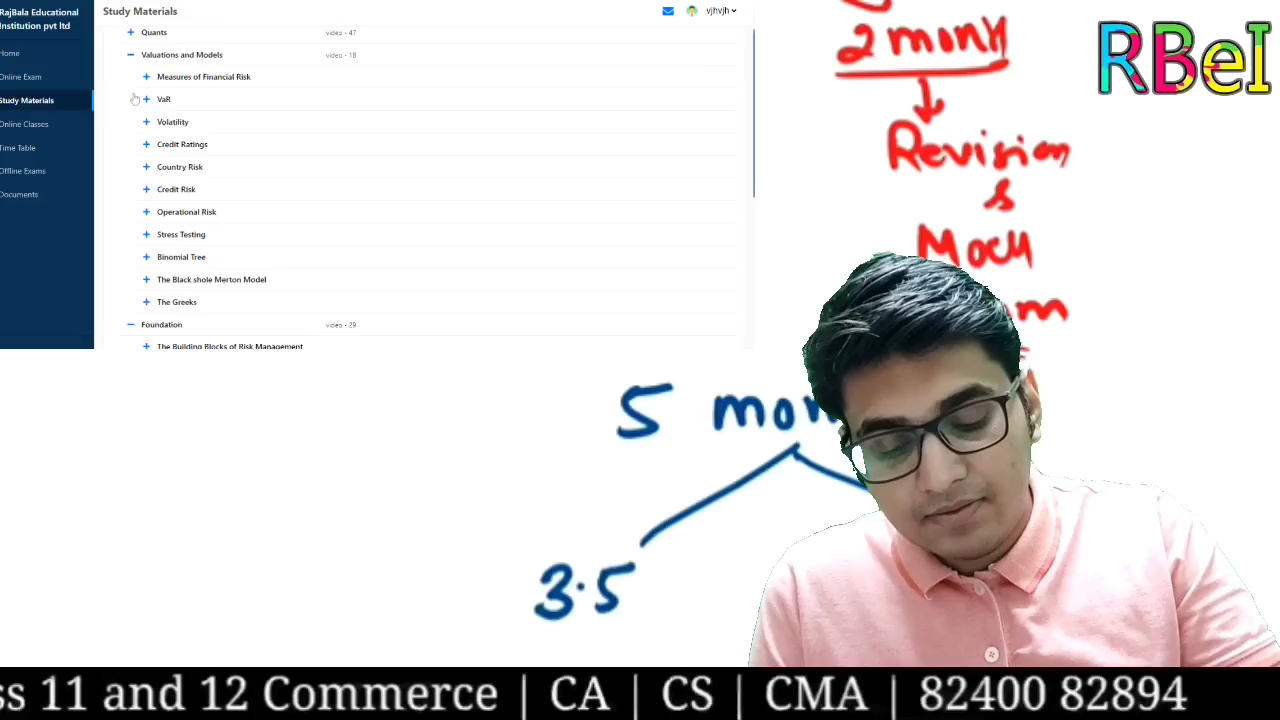 RajBala Educational
Institution pvt ltd
Home
Online Exam
Study Materials
Online Classes
Time Table
Offline Exams
Documents
Study Materials
vjhvjh
Quants video - 47
Valuations and Models video - 18
Measures of Financial Risk
VaR
Volatility
Credit Ratings
Country Risk
Credit Risk
Operational Risk
Stress Testing
Binomial Tree
The Black shole Merton Model
The Greeks
Foundation video - 29
The Building Blocks of Risk Management
2 month
Revision
&
Mock
RBeI
5 mon
3.5
ss 11 and 12 Commerce | CA | CS | CMA | 82400 82894